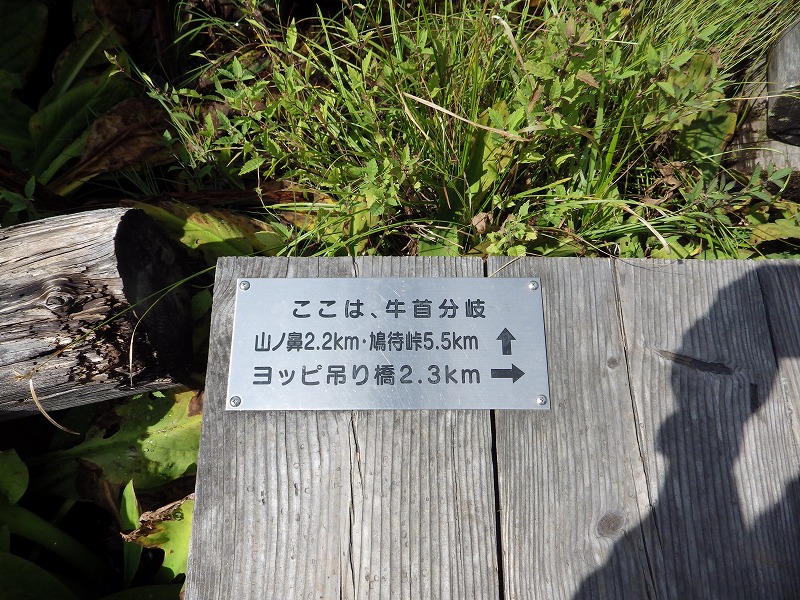 ここは、牛首分岐
山ノ鼻2.2km・鳩待峠5.5km ↑
ヨッピ吊り橋2.3km →